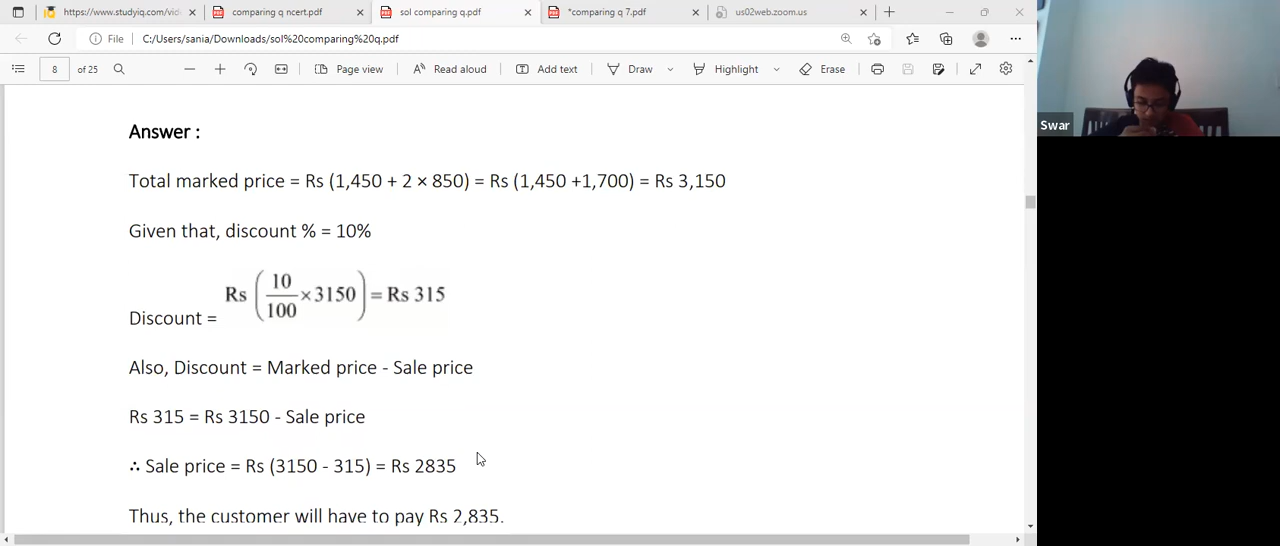 https://www.studyiq.com/vid
comparing q ncert.pdf
sol comparing q.pdf
*comparing q 7.pdf
us02web.zoom.us
File
C:/Users/sania/Downloads/sol%20comparing%20q.pdf
8 of 25
Page view
Read aloud
Add text
Draw
Highlight
Erase
Swar
Answer :
Total marked price = Rs (1,450 + 2 × 850) = Rs (1,450 +1,700) = Rs 3,150
Given that, discount % = 10%
Discount = Rs (10/100 ×3150) = Rs 315
Also, Discount = Marked price - Sale price
Rs 315 = Rs 3150 - Sale price
∴ Sale price = Rs (3150 - 315) = Rs 2835
Thus, the customer will have to pay Rs 2,835.